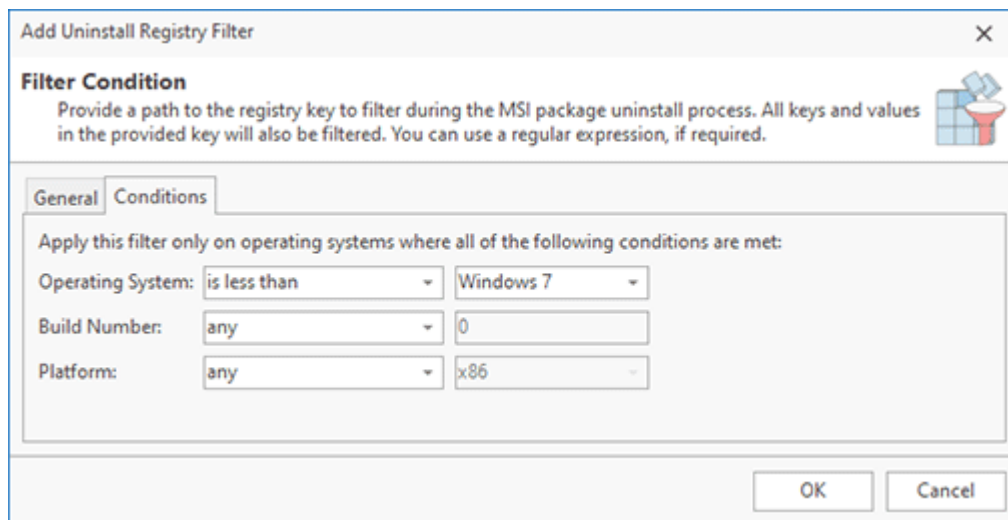 Add Uninstall Registry Filter
Filter Condition
Provide a path to the registry key to filter during the MSI package uninstall process. All keys and values
in the provided key will also be filtered. You can use a regular expression, if required.
General Conditions
Apply this filter only on operating systems where all of the following conditions are met:
Operating System: is less than Windows 7
Build Number: any 0
Platform: any x86
OK Cancel